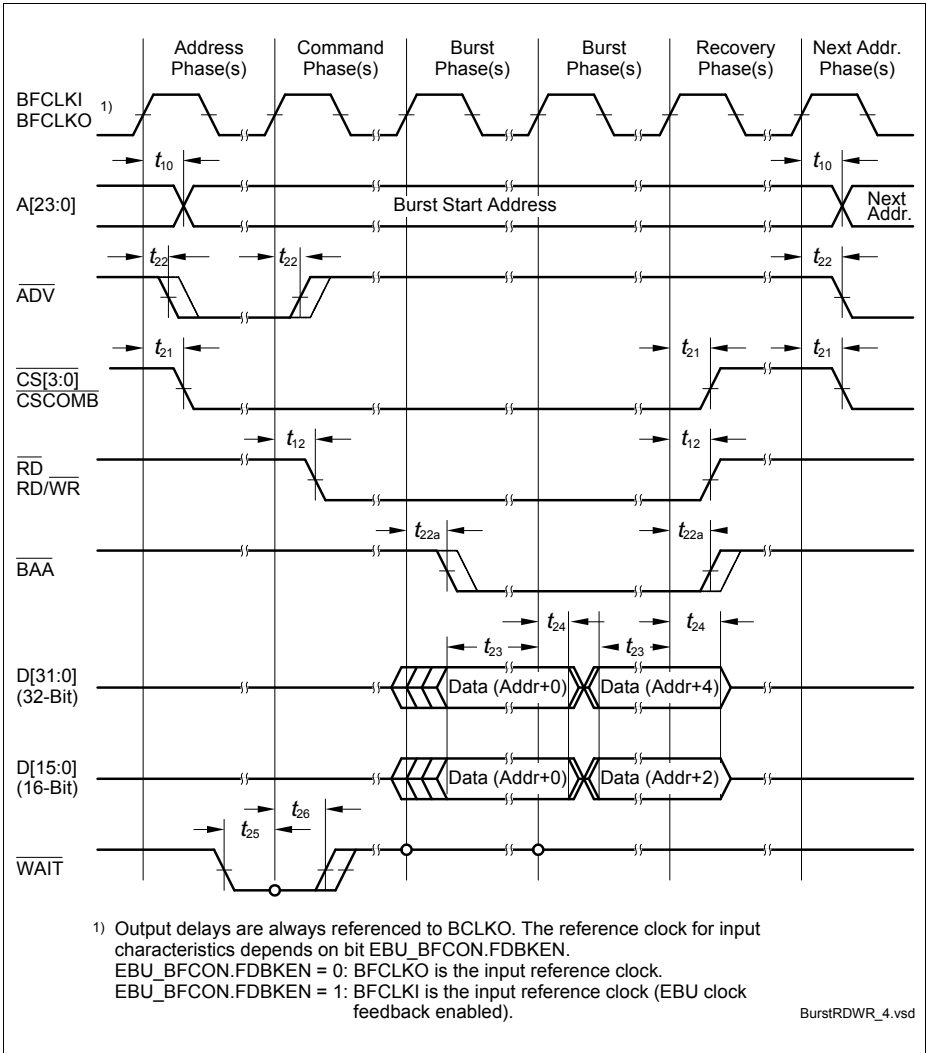 Address Phase(s)
Command Phase(s)
Burst Phase(s)
Burst Phase(s)
Recovery Phase(s)
Next Addr. Phase(s)
BFCLKI
BFCLKO 1)
t10
t10
A[23:0]
Burst Start Address
Next Addr.
t22
t22
t22
ADV
t21
t21
t21
CS[3:0]
CSCOMB
t12
t12
RD
RD/WR
t22a
t22a
BAA
t24
t24
t23
t23
D[31:0]
(32-Bit)
Data (Addr+0)
Data (Addr+4)
D[15:0]
(16-Bit)
Data (Addr+0)
Data (Addr+2)
t26
t25
WAIT
1) Output delays are always referenced to BCLKO. The reference clock for input
characteristics depends on bit EBU_BFCON.FDBKEN.
EBU_BFCON.FDBKEN = 0: BFCLKO is the input reference clock.
EBU_BFCON.FDBKEN = 1: BFCLKI is the input reference clock (EBU clock
feedback enabled).
BurstRDWR_4.vsd